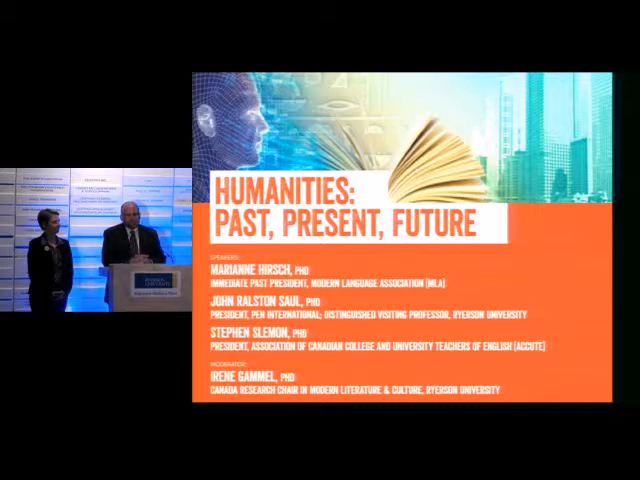 HUMANITIES:
PAST, PRESENT, FUTURE
SPEAKERS:
MARIANNE HIRSCH, PHD
IMMEDIATE PAST PRESIDENT, MODERN LANGUAGE ASSOCIATION (MLA)
JOHN RALSTON SAUL, PHD
PRESIDENT, PEN INTERNATIONAL; DISTINGUISHED VISITING PROFESSOR, RYERSON UNIVERSITY
STEPHEN SLEMON, PHD
PRESIDENT, ASSOCIATION OF CANADIAN COLLEGE AND UNIVERSITY TEACHERS OF ENGLISH (ACCUTE)
MODERATOR:
IRENE GAMMEL, PHD
CANADA RESEARCH CHAIR IN MODERN LITERATURE & CULTURE, RYERSON UNIVERSITY